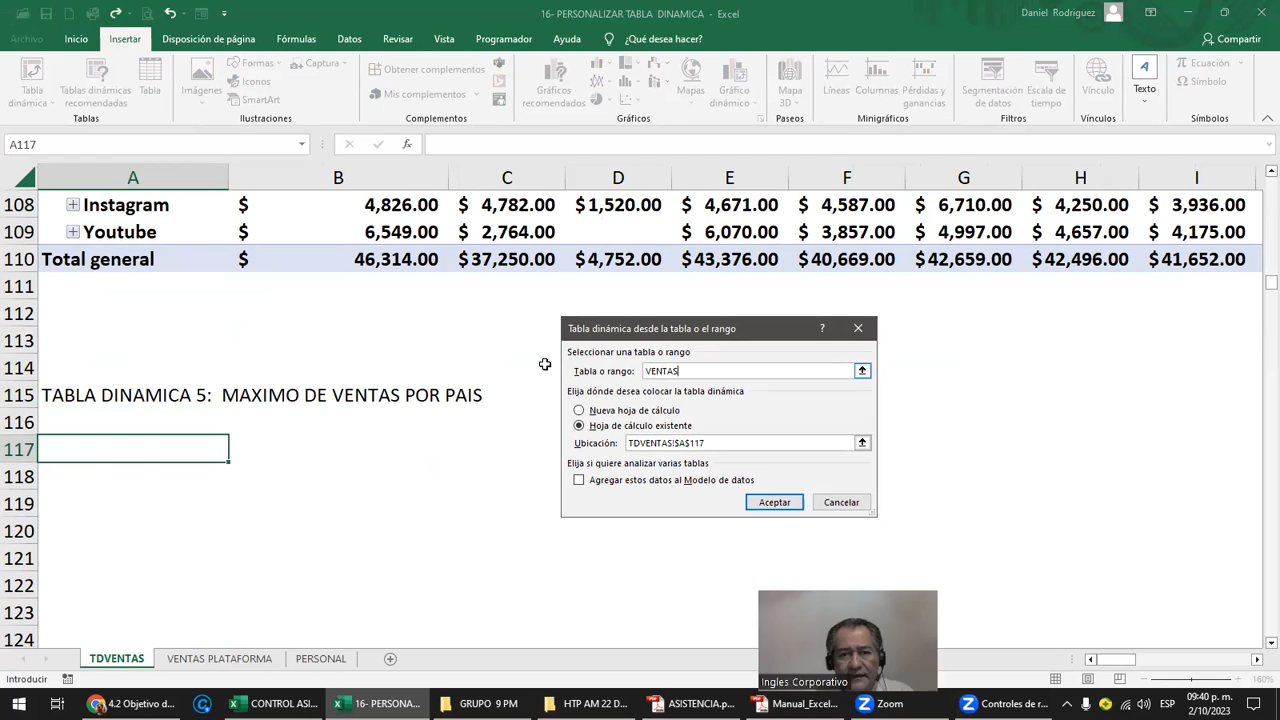 16- PERSONALIZAR TABLA DINAMICA - Excel
Daniel Rodriguez
Archivo Inicio Insertar Disposición de página Fórmulas Datos Revisar Vista Programador Ayuda ¿Qué desea hacer? Compartir
Tabla dinámica
Tablas dinámicas recomendadas
Tabla
Tablas
Imágenes
Formas
Iconos
SmartArt
Captura
Ilustraciones
Obtener complementos
Mis complementos
Complementos
Gráficos recomendados
Mapas
Gráfico dinámico
Gráficos
Mapa 3D
Paseos
Líneas
Columnas
Pérdidas y ganancias
Minigráficos
Segmentación de datos
Escala de tiempo
Filtros
Vínculo
Vínculos
Texto
Ecuación
Símbolo
Símbolos
A117
fx
A B C D E F G H I
108 Instagram $ 4,826.00 $ 4,782.00 $1,520.00 $ 4,671.00 $ 4,587.00 $ 6,710.00 $ 4,250.00 $ 3,936.00
109 Youtube $ 6,549.00 $ 2,764.00 $ 6,070.00 $ 3,857.00 $ 4,997.00 $ 4,657.00 $ 4,175.00
110 Total general $ 46,314.00 $37,250.00 $4,752.00 $43,376.00 $40,669.00 $42,659.00 $42,496.00 $41,652.00
111
112
113
114
115 TABLA DINAMICA 5: MAXIMO DE VENTAS POR PAIS
116
117
118
119
120
121
122
123
124
Tabla dinámica desde la tabla o el rango
?
Seleccionar una tabla o rango
Tabla o rango: VENTAS
Elija dónde desea colocar la tabla dinámica
Nueva hoja de cálculo
Hoja de cálculo existente
Ubicación: TDVENTAS!$A$117
Elija si quiere analizar varias tablas
Agregar estos datos al Modelo de datos
Aceptar Cancelar
Ingles Corporativo
TDVENTAS VENTAS PLATAFORMA PERSONAL
Introducir
160%
4.2 Objetivo d...
CONTROL ASI...
16- PERSONA...
GRUPO 9 PM
HTP AM 22 D...
ASISTENCIA.p...
Manual_Exce...
Zoom
Controles de r...
ESP
09:40 p. m.
2/10/2023